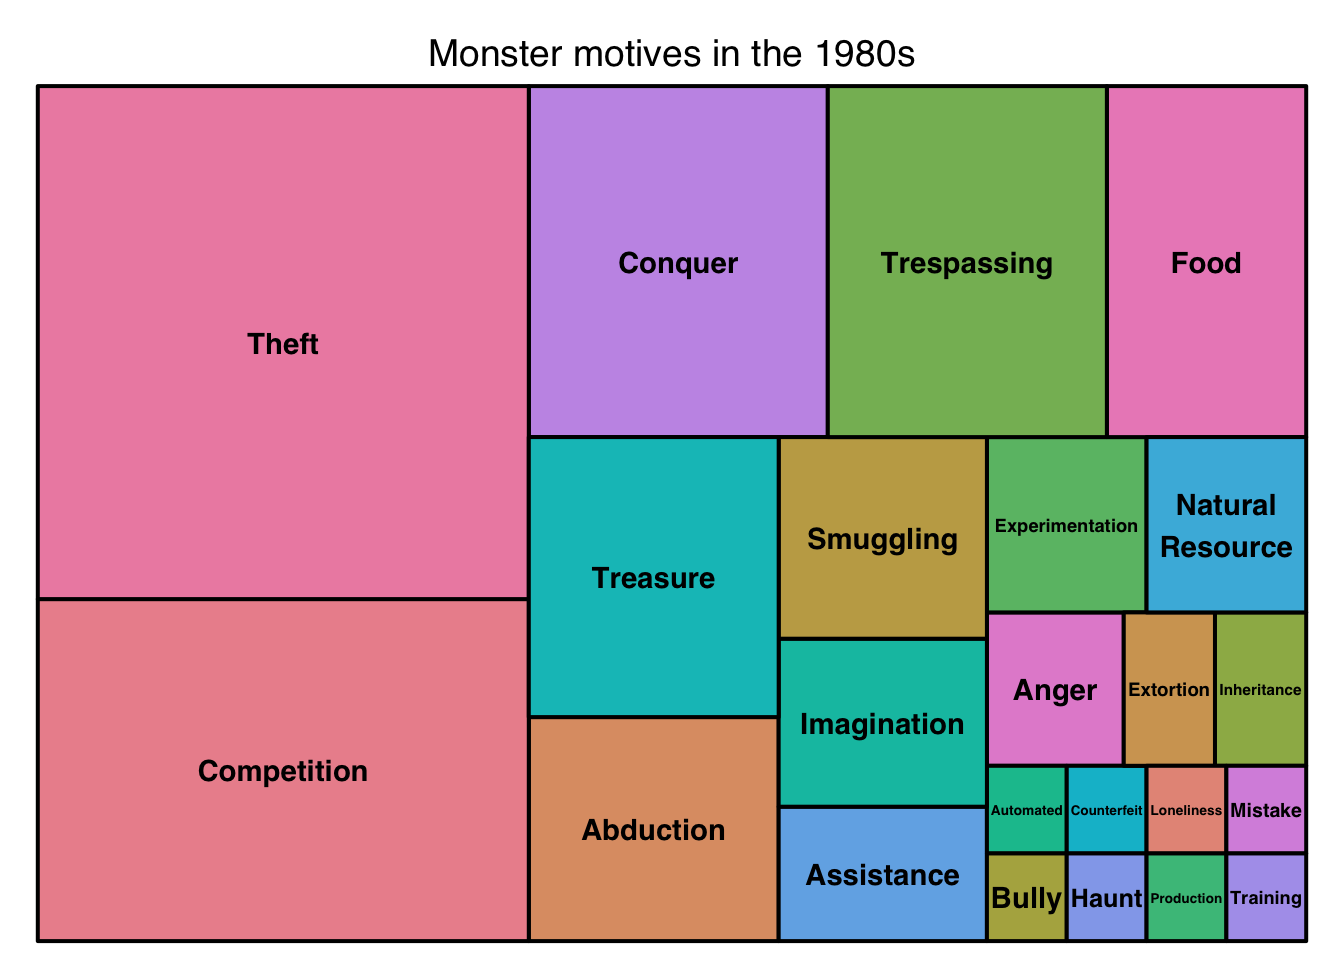 Monster motives in the 1980s
Theft
Competition
Conquer
Trespassing
Food
Treasure
Abduction
Smuggling
Imagination
Assistance
Experimentation
Natural
Resource
Anger
Extortion
Inheritance
Automated
Counterfeit
Loneliness
Mistake
Bully
Haunt
Production
Training